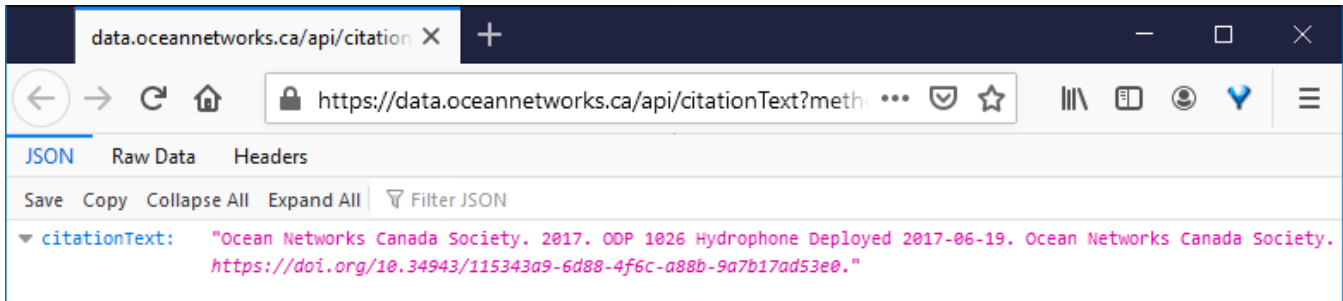 data.oceannetworks.ca/api/citation
https://data.oceannetworks.ca/api/citationText?meth
JSON Raw Data Headers
Save Copy Collapse All Expand All Filter JSON
citationText: "Ocean Networks Canada Society. 2017. ODP 1026 Hydrophone Deployed 2017-06-19. Ocean Networks Canada Society.
https://doi.org/10.34943/115343a9-6d88-4f6c-a88b-9a7b17ad53e0."